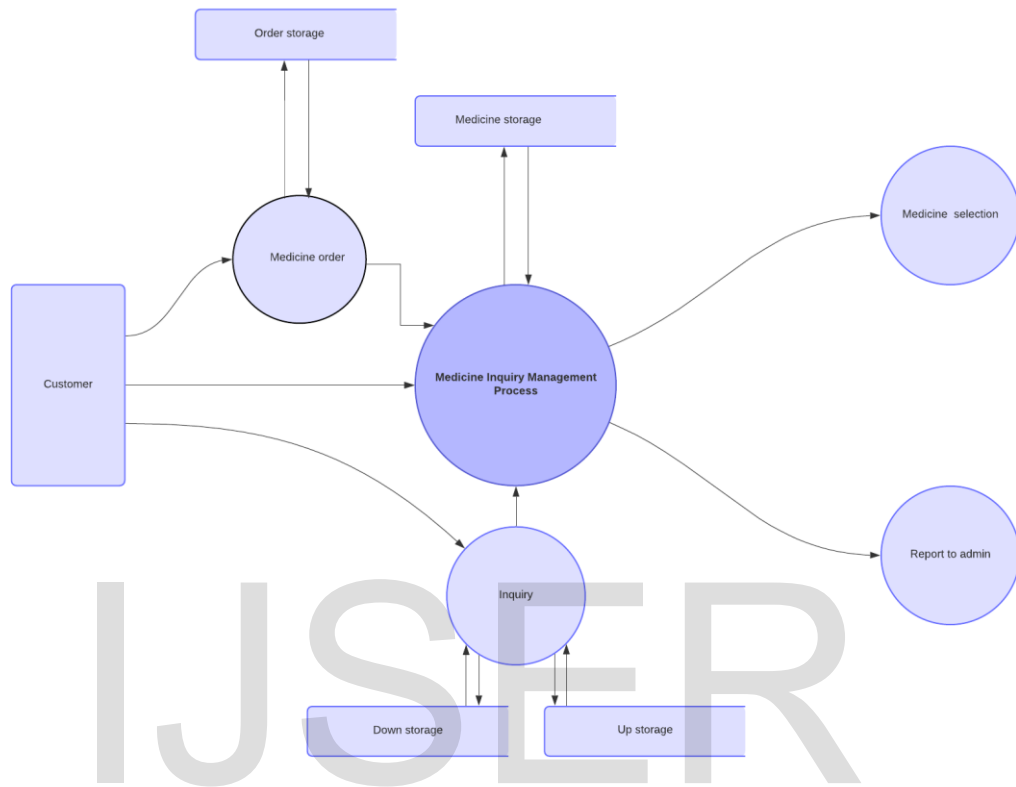 Order storage
Medicine storage
Medicine selection
Medicine order
Customer
Medicine Inquiry Management
Process
Report to admin
Inquiry
Down storage
Up storage
IJSER